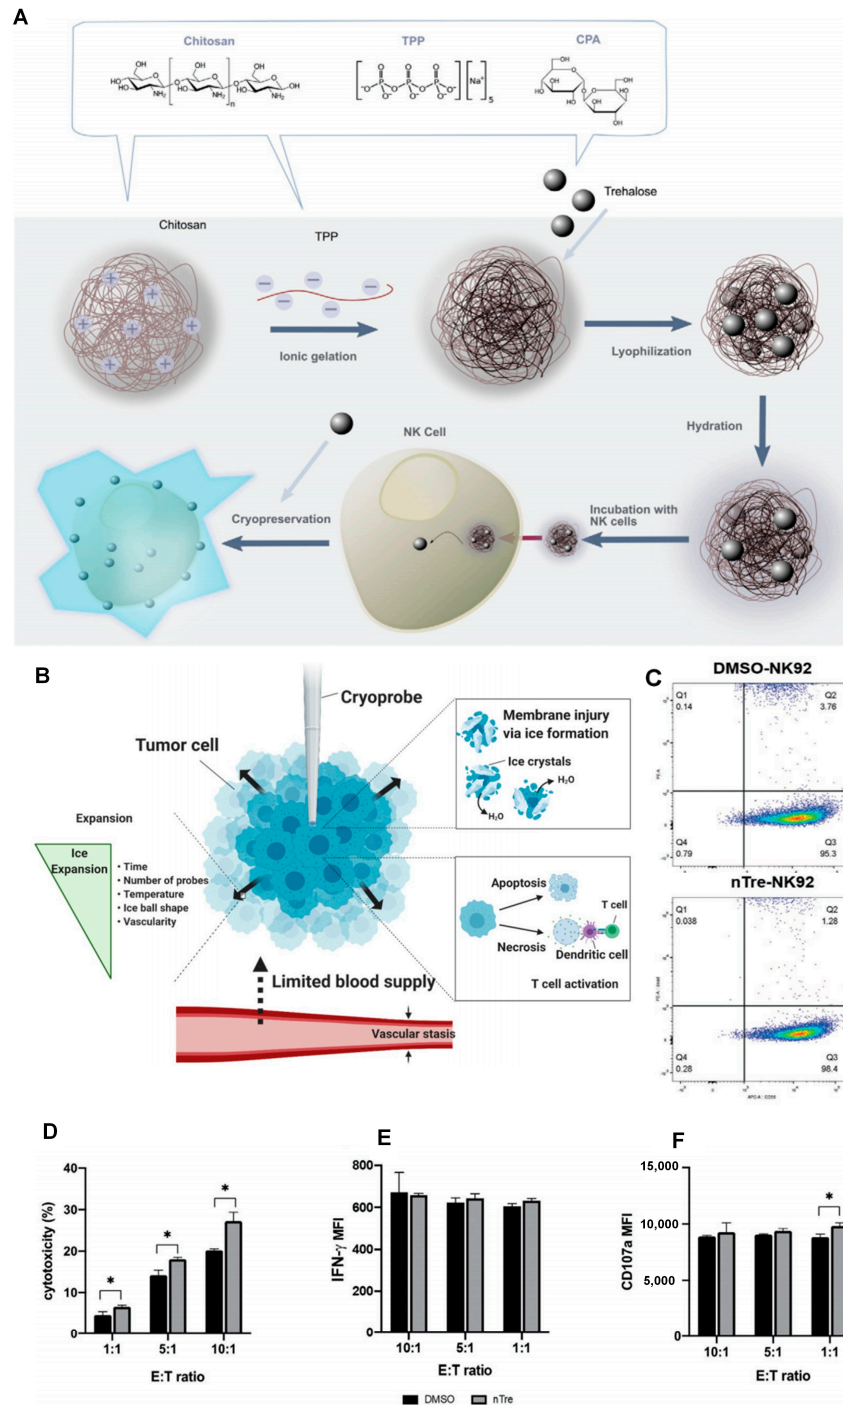 A
Chitosan
TPP
CPA
Chitosan
TPP
Trehalose
Ionic gelation
Lyophilization
Hydration
NK Cell
Cryopreservation
Incubation with
NK cells
B
Cryoprobe
Tumor cell
Expansion
Ice
Expansion
• Time
• Number of probes
• Temperature
• Ice ball shape
• Vascularity
Membrane injury
via ice formation
Ice crystals
H₂O
H₂O
Apoptosis
Necrosis
T cell
Dendritic cell
T cell activation
Limited blood supply
Vascular stasis
C
DMSO-NK92
Q1
0.14
Q2
3.76
Q4
0.79
Q3
95.3
nTre-NK92
Q1
0.038
Q2
1.28
Q4
0.28
Q3
98.4
D
cytotoxicity (%)
40
30
20
10
0
*
*
*
1:1
5:1
10:1
E:T ratio
E
IFN-γ MFI
800
600
400
200
0
10:1
5:1
1:1
E:T ratio
F
CD107a MFI
15,000
10,000
5,000
0
*
10:1
5:1
1:1
E:T ratio
DMSO
nTre